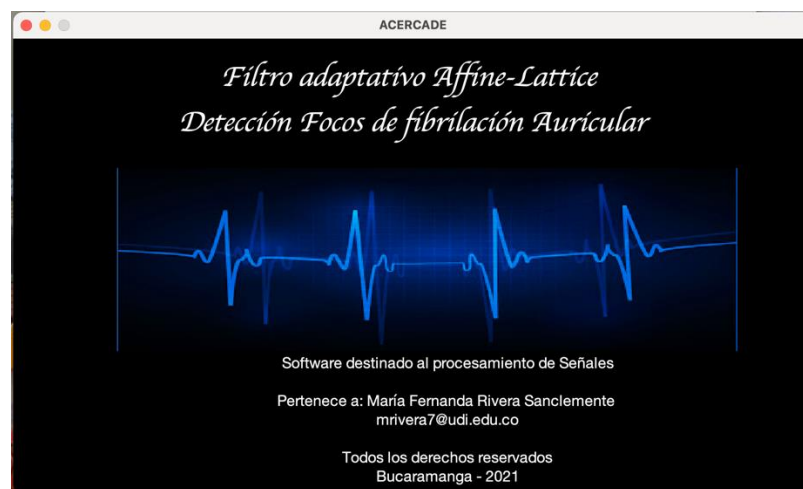 ACERCADE
Filtro adaptativo Affine-Lattice
Detección Focos de fibrilación Auricular
Software destinado al procesamiento de Señales
Pertenece a: María Fernanda Rivera Sanclemente
mrivera7@udi.edu.co
Todos los derechos reservados
Bucaramanga - 2021